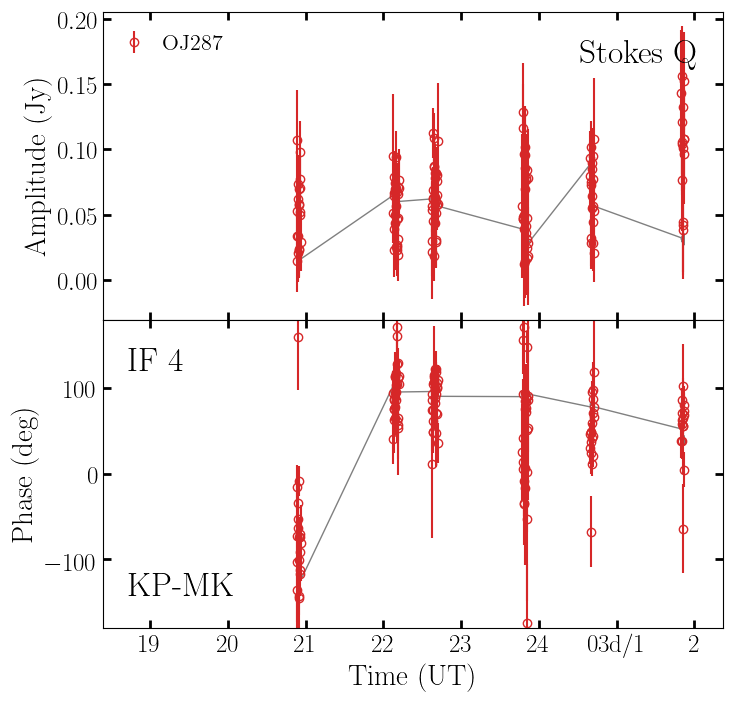 0.20
0.15
0.10
0.05
0.00
Amplitude (Jy)
OJ287
Stokes Q
IF 4
KP-MK
100
0
−100
Phase (deg)
19 20 21 22 23 24 03d/1 2
Time (UT)